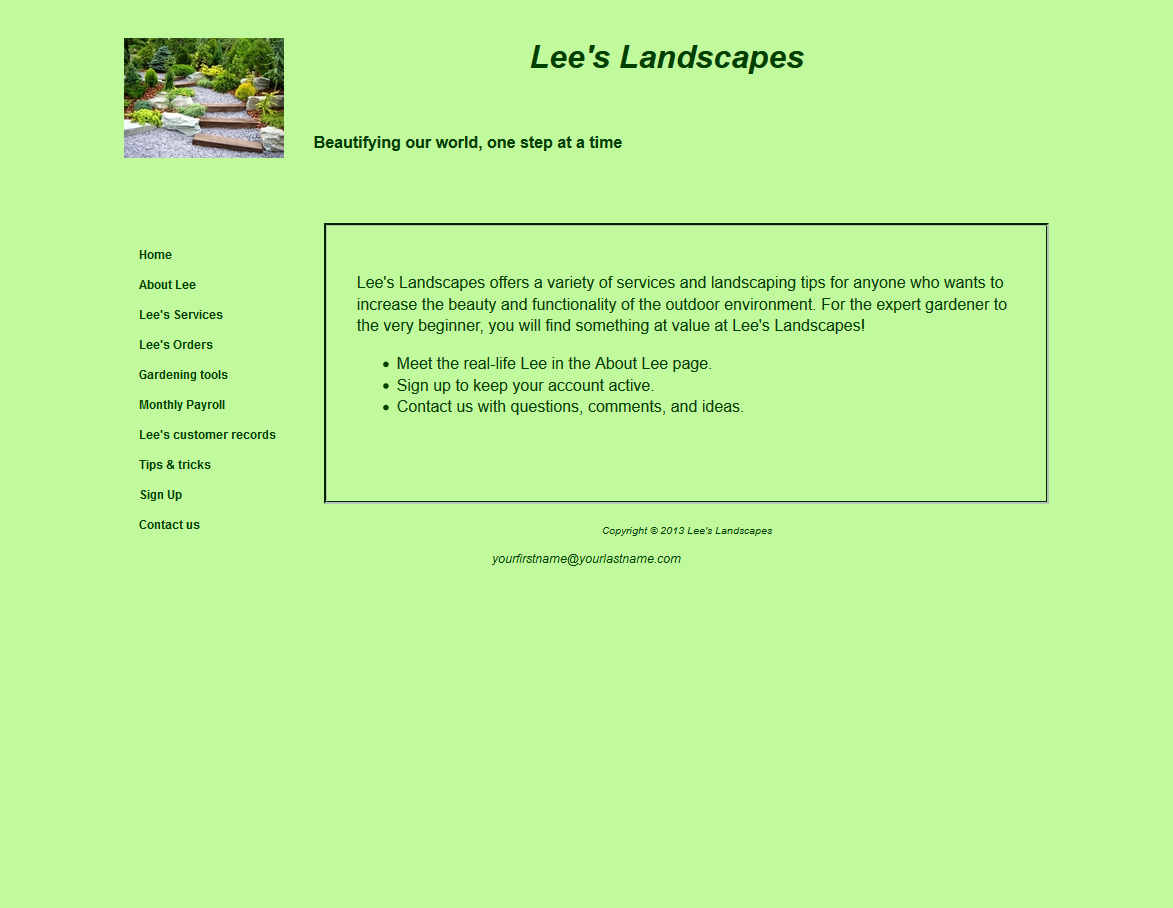 Lee's Landscapes
Beautifying our world, one step at a time
Home
About Lee
Lee's Services
Lee's Orders
Gardening tools
Monthly Payroll
Lee's customer records
Tips & tricks
Sign Up
Contact us
Lee's Landscapes offers a variety of services and landscaping tips for anyone who wants to
increase the beauty and functionality of the outdoor environment. For the expert gardener to
the very beginner, you will find something at value at Lee's Landscapes!
• Meet the real-life Lee in the About Lee page.
• Sign up to keep your account active.
• Contact us with questions, comments, and ideas.
Copyright © 2013 Lee's Landscapes
yourfirstname@yourlastname.com